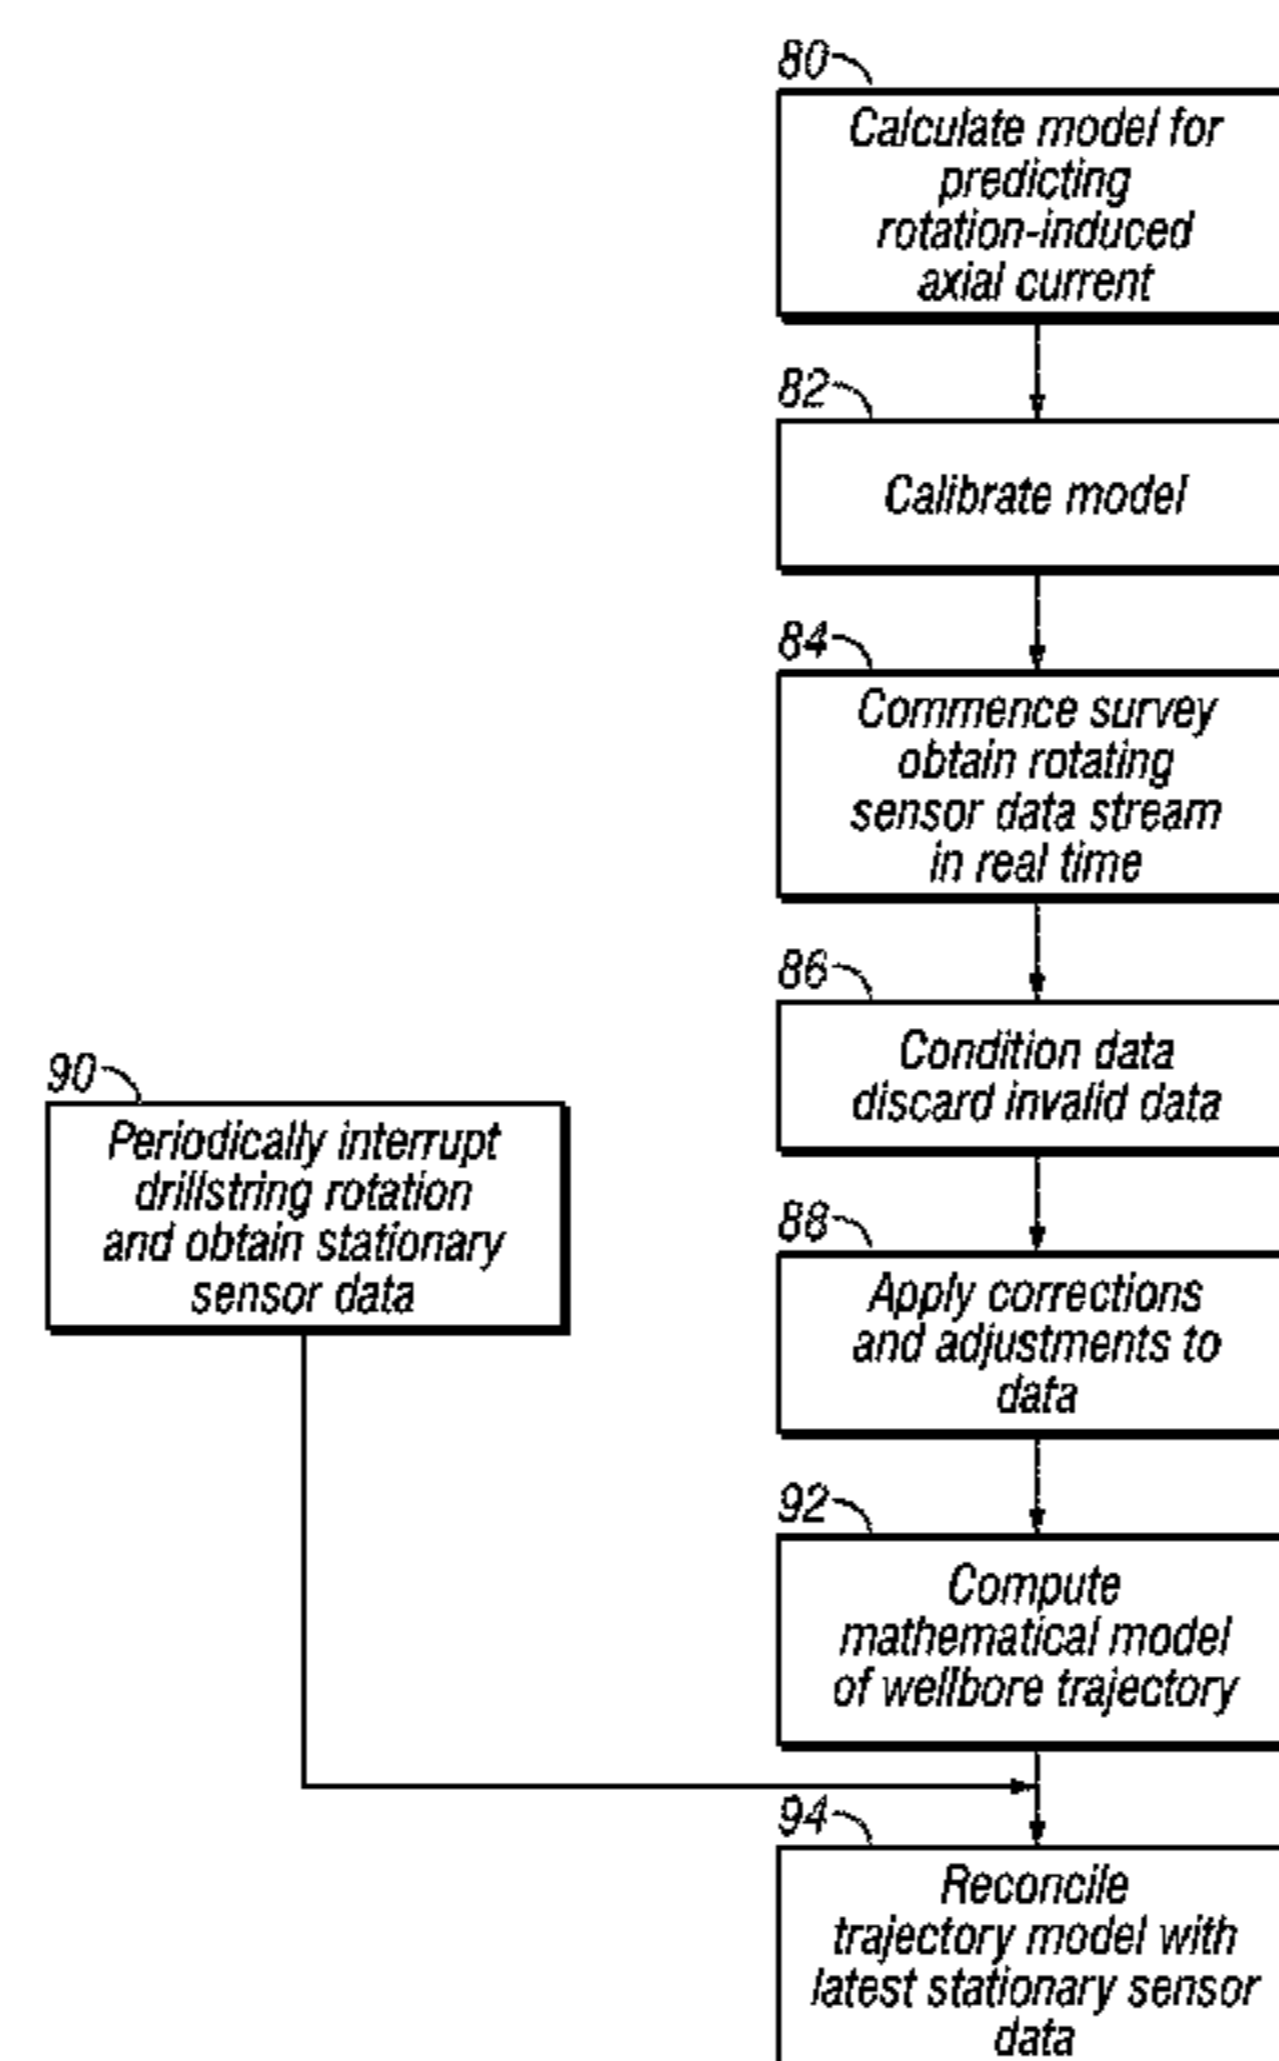 80
Calculate model for
predicting
rotation-induced
axial current
82
Calibrate model
84
Commence survey
obtain rotating
sensor data stream
in real time
86
Condition data
discard invalid data
90
Periodically interrupt
drillstring rotation
and obtain stationary
sensor data
88
Apply corrections
and adjustments to
data
92
Compute
mathematical model
of wellbore trajectory
94
Reconcile
trajectory model with
latest stationary sensor
data